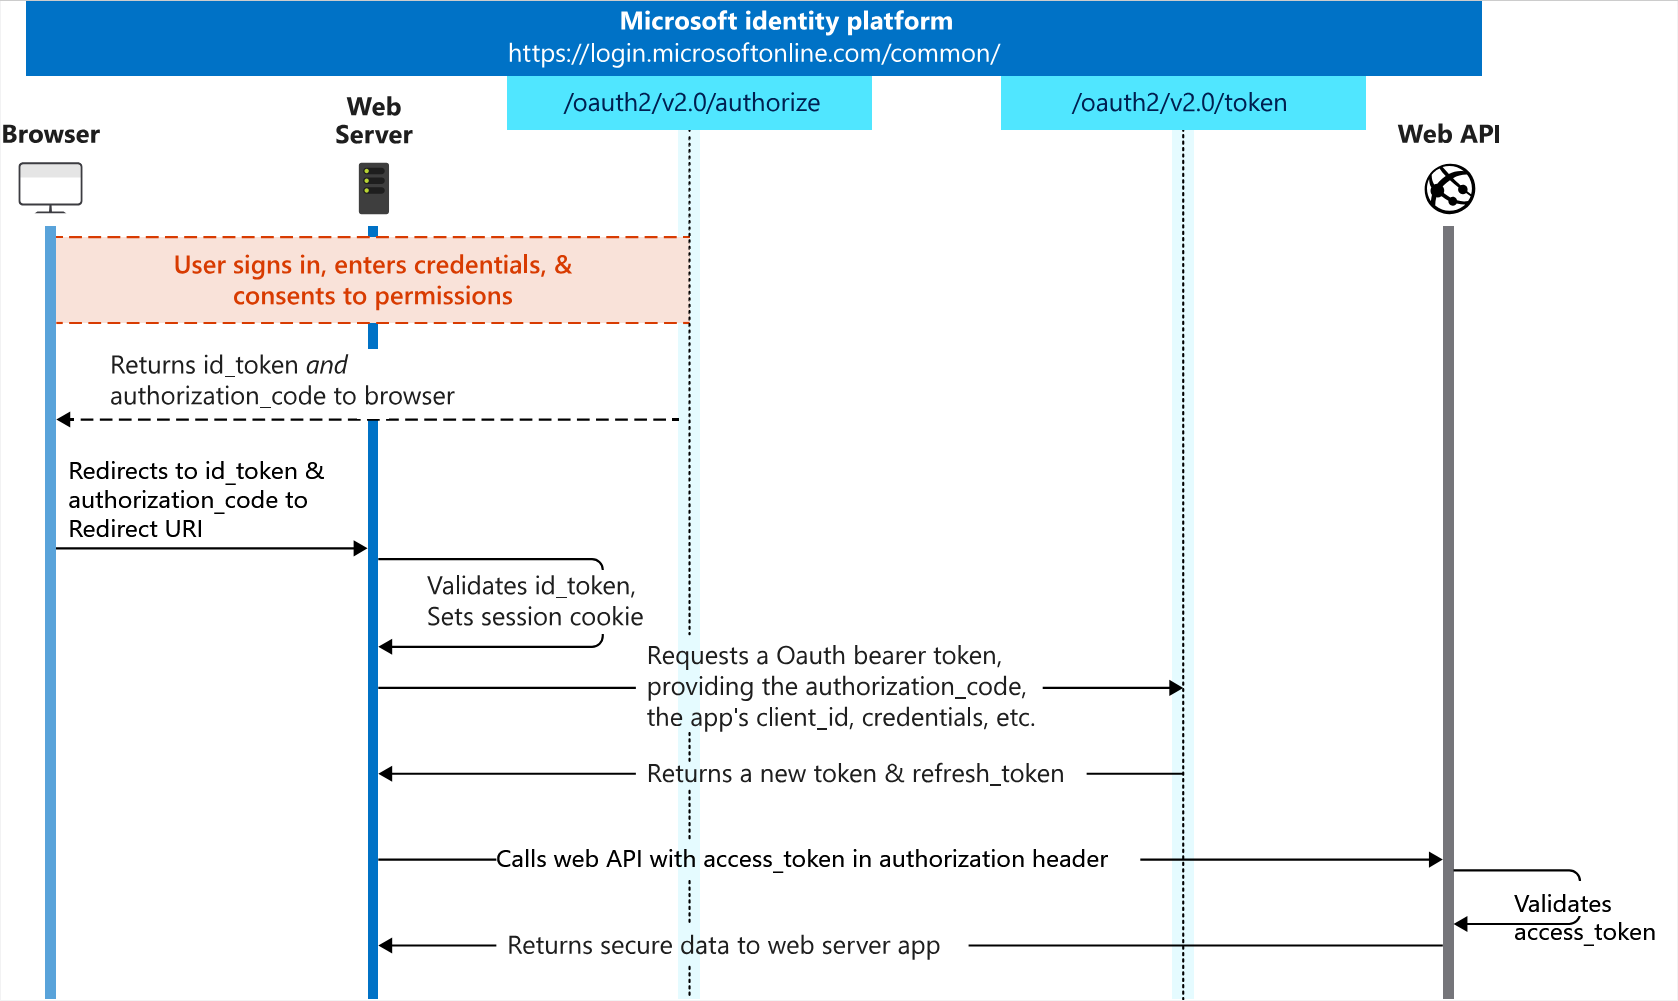 Microsoft identity platform
https://login.microsoftonline.com/common/
/oauth2/v2.0/authorize
/oauth2/v2.0/token
Browser
Web
Server
Web API
User signs in, enters credentials, &
consents to permissions
Returns id_token and
authorization_code to browser
Redirects to id_token &
authorization_code to
Redirect URI
Validates id_token,
Sets session cookie
Requests a Oauth bearer token,
providing the authorization_code,
the app's client_id, credentials, etc.
Returns a new token & refresh_token
Calls web API with access_token in authorization header
Validates
access_token
Returns secure data to web server app